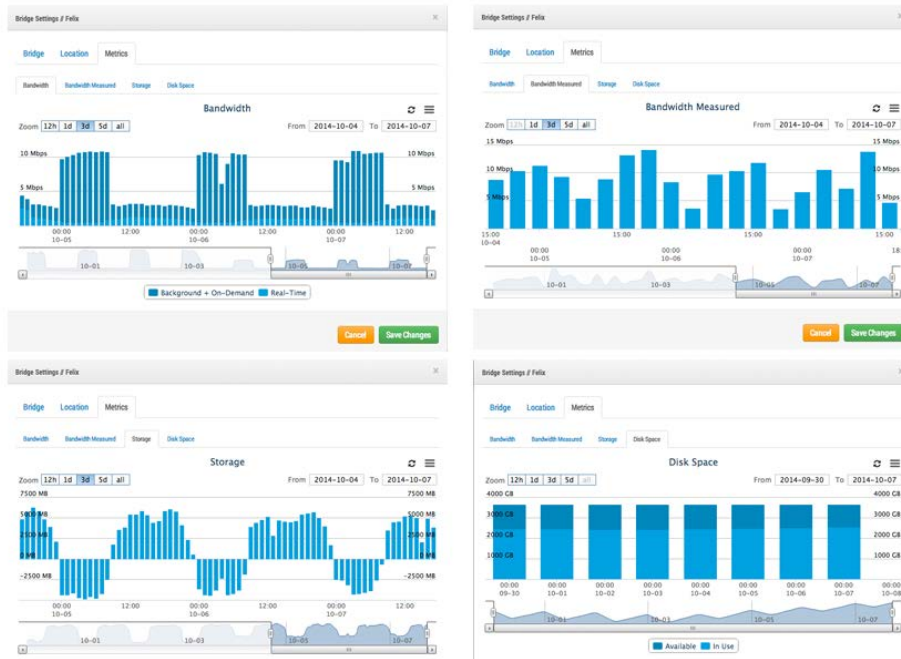 Bridge Settings // Felix ×
Bridge Location Metrics
Bandwidth Bandwidth Measured Storage Disk Space
Bandwidth
Zoom 12h 1d 3d 5d all From 2014-10-04 To 2014-10-07
10 Mbps 10 Mbps
5 Mbps 5 Mbps
00:00 12:00 00:00 12:00 00:00 12:00
10-05 10-06 10-07
10-01 10-03 10-05 10-07
Background + On-Demand Real-Time
Cancel Save Changes
Bridge Settings // Felix
Bridge Location Metrics
Bandwidth Bandwidth Measured Storage Disk Space
Bandwidth Measured
Zoom 12h 1d 3d 5d all From 2014-10-04 To 2014-10-07
15 Mbps 15 Mbps
10 Mbps 10 Mbps
5 Mbps 5 Mbps
15:00 15:00 15:00 15:00
10-04
00:00 00:00 00:00 18:
10-05 10-06 10-07
10-01 10-03 10-05 10-07
Cancel Save Changes
Bridge Settings // Felix ×
Bridge Location Metrics
Bandwidth Bandwidth Measured Storage Disk Space
Storage
Zoom 12h 1d 3d 5d all From 2014-10-04 To 2014-10-07
7500 MB 7500 MB
5000 MB 5000 MB
2500 MB 2500 MB
0 MB 0 MB
-2500 MB -2500 MB
00:00 12:00 00:00 12:00 00:00 12:00
10-05 10-06 10-07
10-01 10-03 10-05 10-07
Bridge Settings // Felix
Bridge Location Metrics
Bandwidth Bandwidth Measured Storage Disk Space
Disk Space
Zoom 12h 1d 3d 5d all From 2014-09-30 To 2014-10-07
4000 GB 4000 GB
3000 GB 3000 GB
2000 GB 2000 GB
1000 GB 1000 GB
00:00 00:00 00:00 00:00 00:00 00:00 00:00 00:00 00:00
09-30 10-01 10-02 10-03 10-04 10-05 10-06 10-07 10-08
10-01 10-03 10-05 10-07
Available In Use